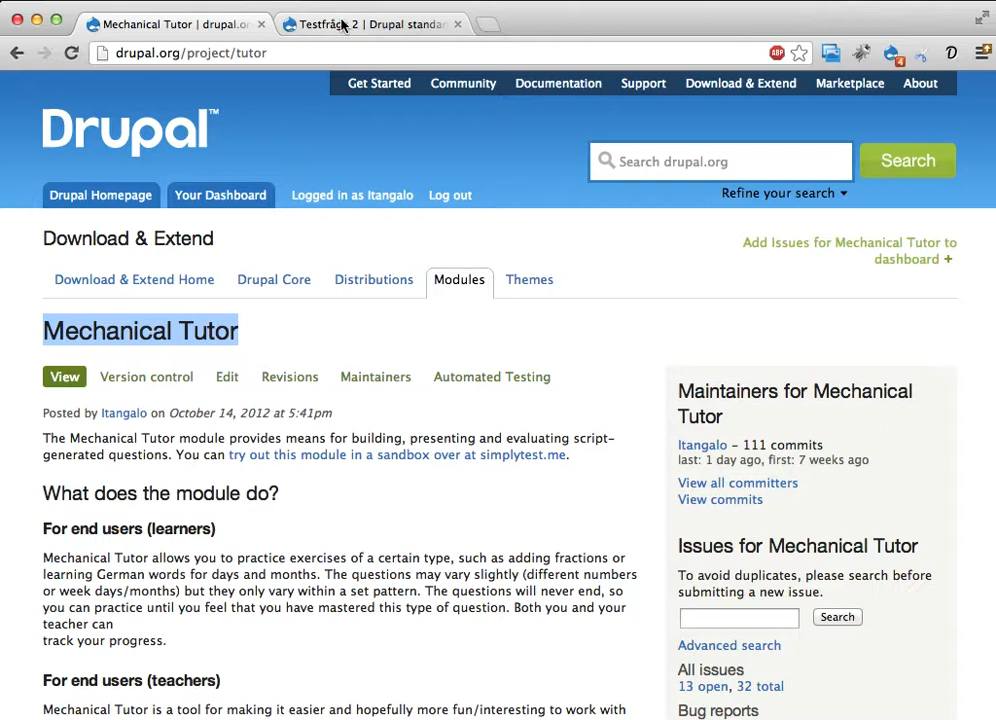 Mechanical Tutor | drupal.or
Testfråg 2 | Drupal standa
drupal.org/project/tutor
ABP
4
D
Get Started Community Documentation Support Download & Extend Marketplace About
Drupal™
Search drupal.org
Search
Refine your search
Drupal Homepage Your Dashboard Logged in as Itangalo Log out
Download & Extend
Add Issues for Mechanical Tutor to
dashboard +
Download & Extend Home Drupal Core Distributions Modules Themes
Mechanical Tutor
View Version control Edit Revisions Maintainers Automated Testing
Posted by Itangalo on October 14, 2012 at 5:41pm
The Mechanical Tutor module provides means for building, presenting and evaluating script-
generated questions. You can try out this module in a sandbox over at simplytest.me.
What does the module do?
For end users (learners)
Mechanical Tutor allows you to practice exercises of a certain type, such as adding fractions or
learning German words for days and months. The questions may vary slightly (different numbers
or week days/months) but they only vary within a set pattern. The questions will never end, so
you can practice until you feel that you have mastered this type of question. Both you and your
teacher can
track your progress.
For end users (teachers)
Mechanical Tutor is a tool for making it easier and hopefully more fun/interesting to work with
Maintainers for Mechanical
Tutor
Itangalo – 111 commits
last: 1 day ago, first: 7 weeks ago
View all committers
View commits
Issues for Mechanical Tutor
To avoid duplicates, please search before
submitting a new issue.
Search
Advanced search
All issues
13 open, 32 total
Bug reports